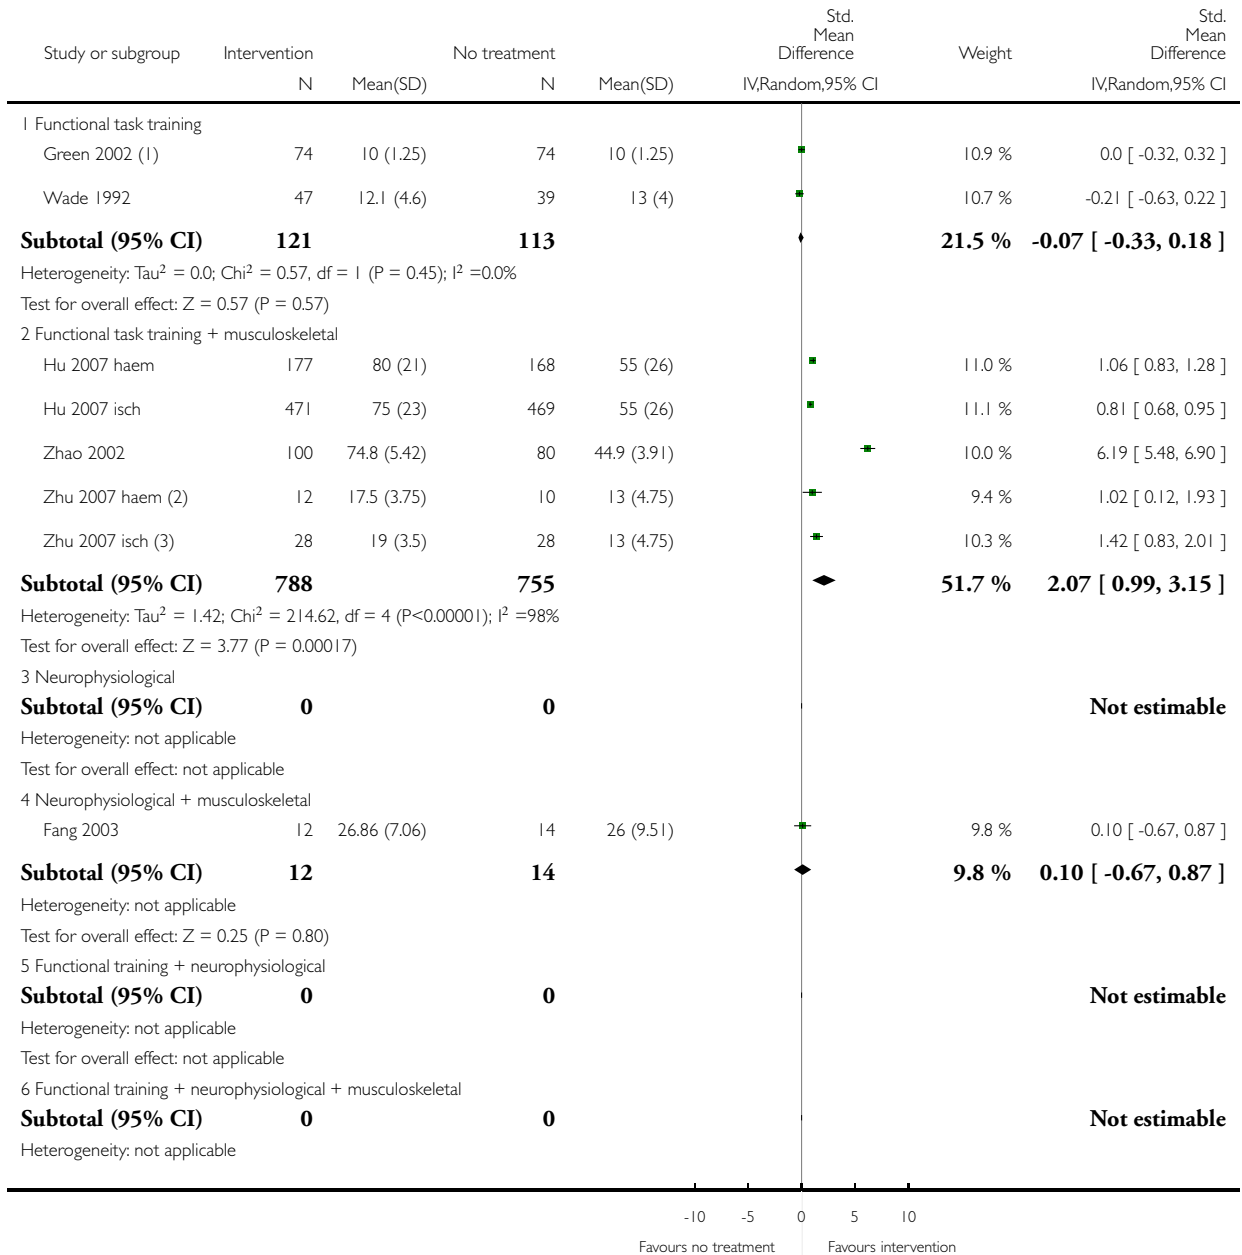 Std. Mean Difference Std. Mean Difference
Study or subgroup Intervention No treatment Weight
N Mean(SD) N Mean(SD) IV,Random,95% CI IV,Random,95% CI
1 Functional task training
Green 2002 (1) 74 10 (1.25) 74 10 (1.25) 10.9 % 0.0 [ -0.32, 0.32 ]
Wade 1992 47 12.1 (4.6) 39 13 (4) 10.7 % -0.21 [ -0.63, 0.22 ]
Subtotal (95% CI) 121 113 21.5 % -0.07 [ -0.33, 0.18 ]
Heterogeneity: Tau² = 0.0; Chi² = 0.57, df = 1 (P = 0.45); I² =0.0%
Test for overall effect: Z = 0.57 (P = 0.57)
2 Functional task training + musculoskeletal
Hu 2007 haem 177 80 (21) 168 55 (26) 11.0 % 1.06 [ 0.83, 1.28 ]
Hu 2007 isch 471 75 (23) 469 55 (26) 11.1 % 0.81 [ 0.68, 0.95 ]
Zhao 2002 100 74.8 (5.42) 80 44.9 (3.91) 10.0 % 6.19 [ 5.48, 6.90 ]
Zhu 2007 haem (2) 12 17.5 (3.75) 10 13 (4.75) 9.4 % 1.02 [ 0.12, 1.93 ]
Zhu 2007 isch (3) 28 19 (3.5) 28 13 (4.75) 10.3 % 1.42 [ 0.83, 2.01 ]
Subtotal (95% CI) 788 755 51.7 % 2.07 [ 0.99, 3.15 ]
Heterogeneity: Tau² = 1.42; Chi² = 214.62, df = 4 (P<0.00001); I² =98%
Test for overall effect: Z = 3.77 (P = 0.00017)
3 Neurophysiological
Subtotal (95% CI) 0 0 Not estimable
Heterogeneity: not applicable
Test for overall effect: not applicable
4 Neurophysiological + musculoskeletal
Fang 2003 12 26.86 (7.06) 14 26 (9.51) 9.8 % 0.10 [ -0.67, 0.87 ]
Subtotal (95% CI) 12 14 9.8 % 0.10 [ -0.67, 0.87 ]
Heterogeneity: not applicable
Test for overall effect: Z = 0.25 (P = 0.80)
5 Functional training + neurophysiological
Subtotal (95% CI) 0 0 Not estimable
Heterogeneity: not applicable
Test for overall effect: not applicable
6 Functional training + neurophysiological + musculoskeletal
Subtotal (95% CI) 0 0 Not estimable
Heterogeneity: not applicable
-10 -5 0 5 10
Favours no treatment Favours intervention